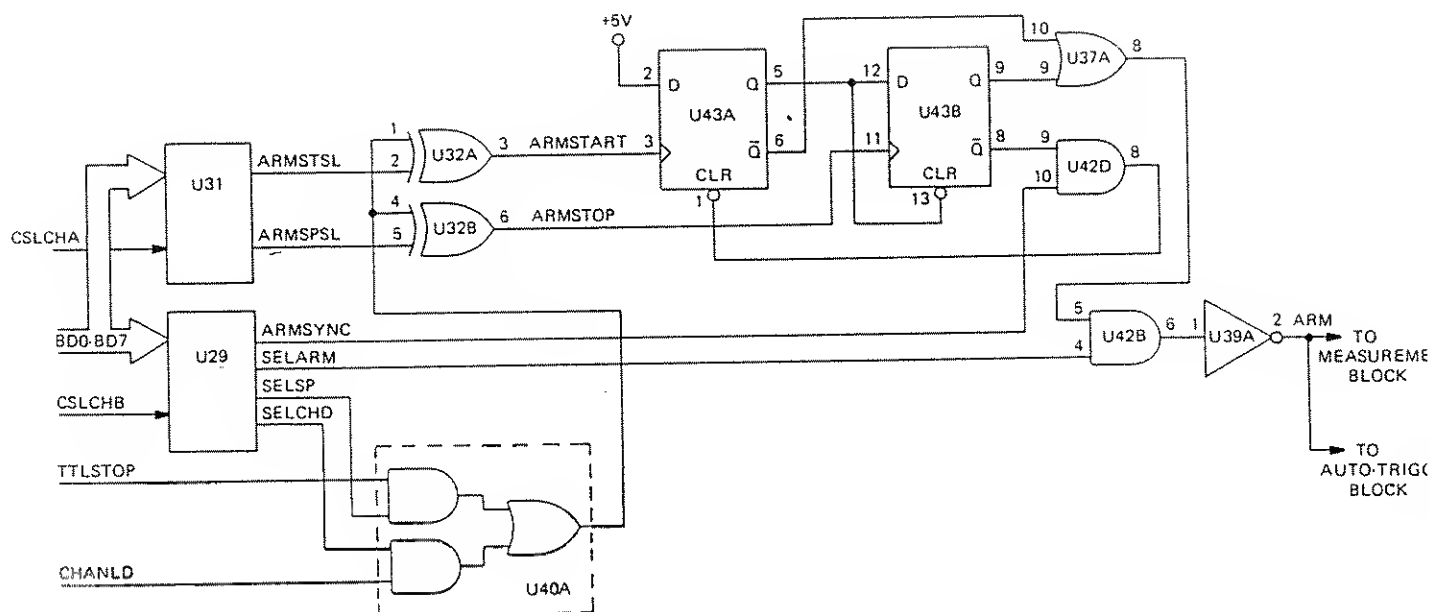 +5V
2 D Q 5
U43A
3 Q̄ 6
CLR
1
12 D Q 9
U43B
11 Q̄ 8
CLR
13
10
9 U37A 8
9
10 U42D 8
1
2 U32A 3 ARMSTART
4
5 U32B 6 ARMSTOP
U31
ARMSTSL
ARMSPSL
CSLCHA
BD0-BD7
U29
ARMSYNC
SELARM
SELSP
SELCHD
CSLCHB
TTLSTOP
CHANLD
U40A
5
4 U42B 6
1 U39A 2 ARM
TO
MEASUREME
BLOCK
TO
AUTO-TRIGG
BLOCK